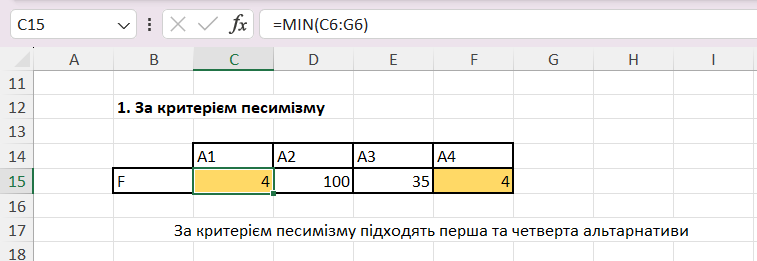 C15 fx =MIN(C6:G6)
A B C D E F G H I
11
12 1. За критерієм песимізму
13
14 A1 A2 A3 A4
15 F 4 100 35 4
16
17 За критерієм песимізму підходять перша та четверта альтарнативи
18